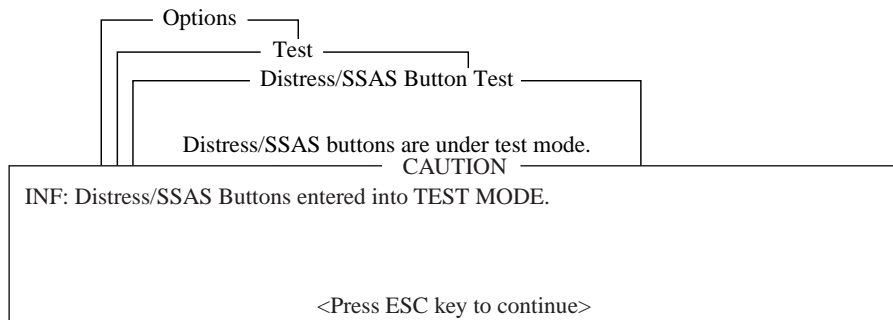 Options
Test
Distress/SSAS Button Test
Distress/SSAS buttons are under test mode.
CAUTION
INF: Distress/SSAS Buttons entered into TEST MODE.
<Press ESC key to continue>